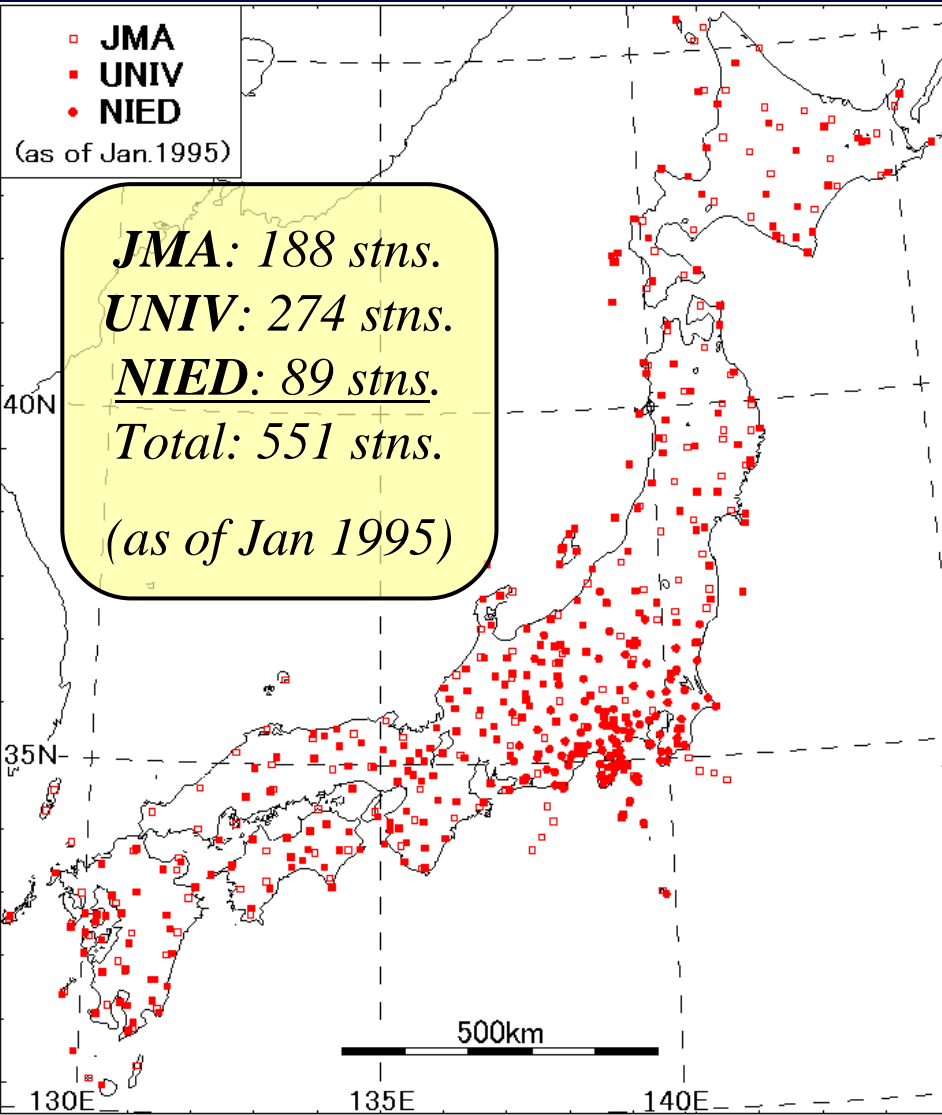 JMA
UNIV
NIED
(as of Jan.1995)
JMA: 188 stns.
UNIV: 274 stns.
NIED: 89 stns.
Total: 551 stns.
(as of Jan 1995)
40N
35N
500km
130E
135E
140E